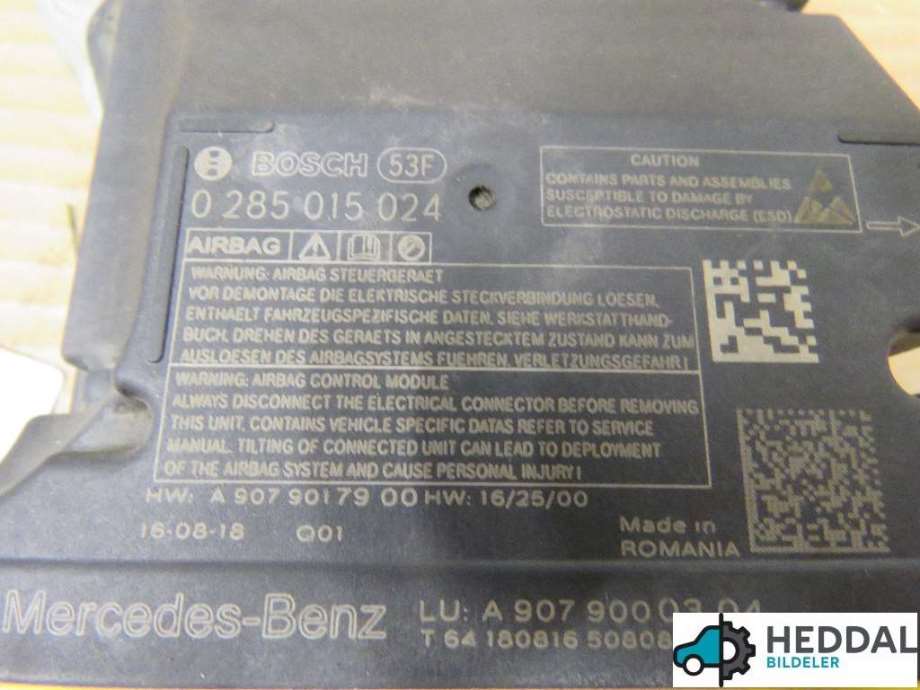 BOSCH 53F
0 285 015 024
CAUTION
CONTAINS PARTS AND ASSEMBLIES
SUSCEPTIBLE TO DAMAGE BY
ELECTROSTATIC DISCHARGE (ESD)
AIRBAG
WARNUNG: AIRBAG STEUERGERAET
VOR DEMONTAGE DIE ELEKTRISCHE STECKVERBINDUNG LOESEN,
ENTHAELT FAHRZEUGSPEZIFISCHE DATEN, SIEHE WERKSTATTHAND-
BUCH, DREHEN DES GERAETS IN ANGESTECKTEM ZUSTAND KANN ZUM
AUSLOESEN DES AIRBAGSYSTEMS FUEHREN, VERLETZUNGSGEFAHR!
WARNING: AIRBAG CONTROL MODULE
ALWAYS DISCONNECT THE ELECTRICAL CONNECTOR BEFORE REMOVING
THIS UNIT, CONTAINS VEHICLE SPECIFIC DATAS REFER TO SERVICE
MANUAL. TILTING OF CONNECTED UNIT CAN LEAD TO DEPLOYMENT
OF THE AIRBAG SYSTEM AND CAUSE PERSONAL INJURY!
HW: A 907 901 79 00 HW: 16/25/00
16-08-18 Q01
Made in
ROMANIA
Mercedes-Benz
LU: A 907 900 03 04
T 64 180816 50808
HEDDAL
BILDELER